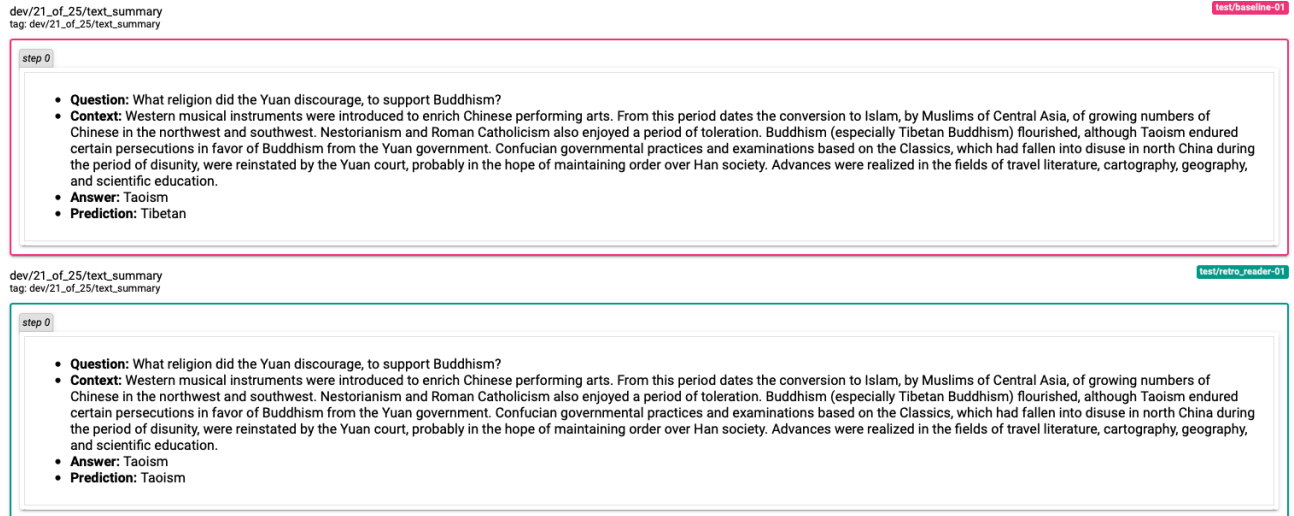 dev/21_of_25/text_summary
test/baseline-01
tag: dev/21_of_25/text_summary
step 0
• Question: What religion did the Yuan discourage, to support Buddhism?
• Context: Western musical instruments were introduced to enrich Chinese performing arts. From this period dates the conversion to Islam, by Muslims of Central Asia, of growing numbers of
Chinese in the northwest and southwest. Nestorianism and Roman Catholicism also enjoyed a period of toleration. Buddhism (especially Tibetan Buddhism) flourished, although Taoism endured
certain persecutions in favor of Buddhism from the Yuan government. Confucian governmental practices and examinations based on the Classics, which had fallen into disuse in north China during
the period of disunity, were reinstated by the Yuan court, probably in the hope of maintaining order over Han society. Advances were realized in the fields of travel literature, cartography, geography,
and scientific education.
• Answer: Taoism
• Prediction: Tibetan
dev/21_of_25/text_summary
test/retro_reader-01
tag: dev/21_of_25/text_summary
step 0
• Question: What religion did the Yuan discourage, to support Buddhism?
• Context: Western musical instruments were introduced to enrich Chinese performing arts. From this period dates the conversion to Islam, by Muslims of Central Asia, of growing numbers of
Chinese in the northwest and southwest. Nestorianism and Roman Catholicism also enjoyed a period of toleration. Buddhism (especially Tibetan Buddhism) flourished, although Taoism endured
certain persecutions in favor of Buddhism from the Yuan government. Confucian governmental practices and examinations based on the Classics, which had fallen into disuse in north China during
the period of disunity, were reinstated by the Yuan court, probably in the hope of maintaining order over Han society. Advances were realized in the fields of travel literature, cartography, geography,
and scientific education.
• Answer: Taoism
• Prediction: Taoism